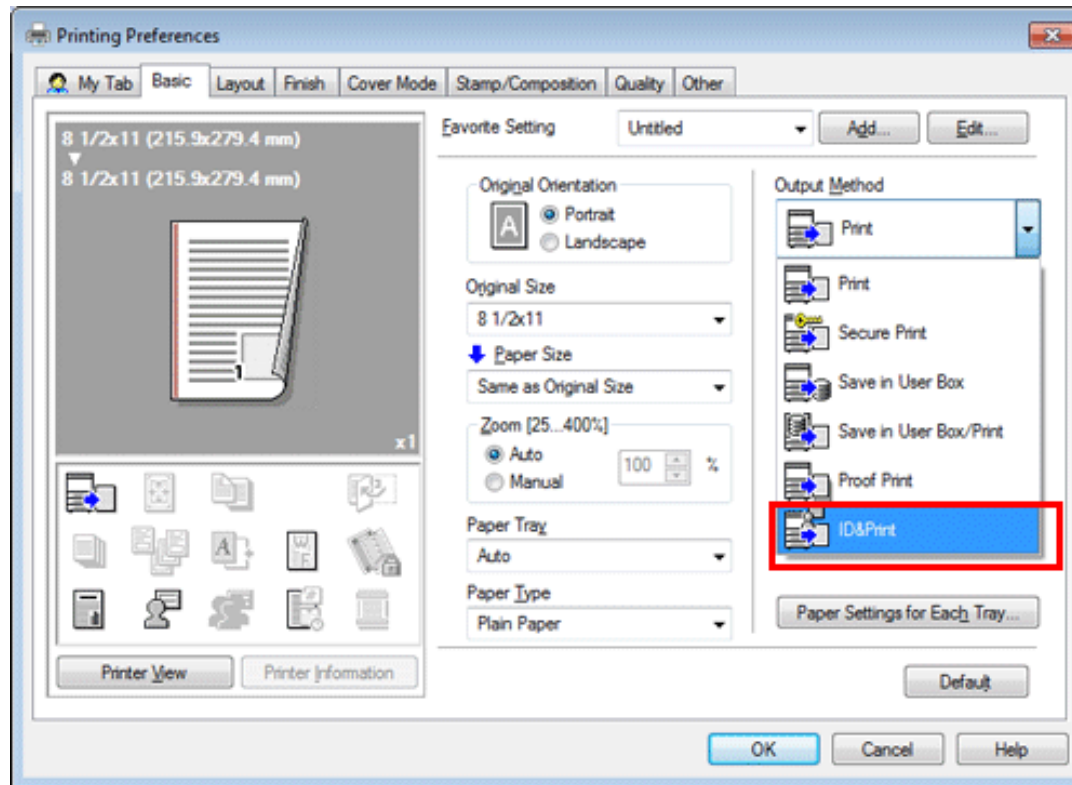 Printing Preferences
My Tab
Basic
Layout
Finish
Cover Mode
Stamp/Composition
Quality
Other
8 1/2x11 (215.9x279.4 mm)
8 1/2x11 (215.9x279.4 mm)
1
x1
Printer View
Printer Information
Favorite Setting
Untitled
Add...
Edit...
Original Orientation
A
Portrait
Landscape
Original Size
8 1/2x11
Paper Size
Same as Original Size
Zoom [25...400%]
Auto
Manual
100
%
Paper Tray
Auto
Paper Type
Plain Paper
Output Method
Print
Print
Secure Print
Save in User Box
Save in User Box/Print
Proof Print
ID&Print
Paper Settings for Each Tray...
Default
OK
Cancel
Help